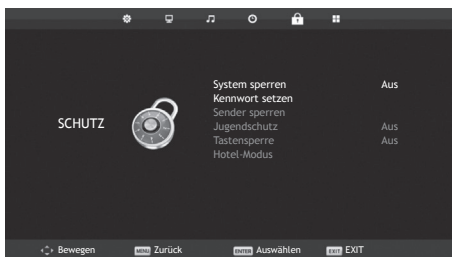 SCHUTZ
System sperren Aus
Kennwort setzen
Sender sperren
Jugendschutz Aus
Tastensperre Aus
Hotel-Modus
Bewegen MENU Zurück ENTER Auswählen EXIT EXIT